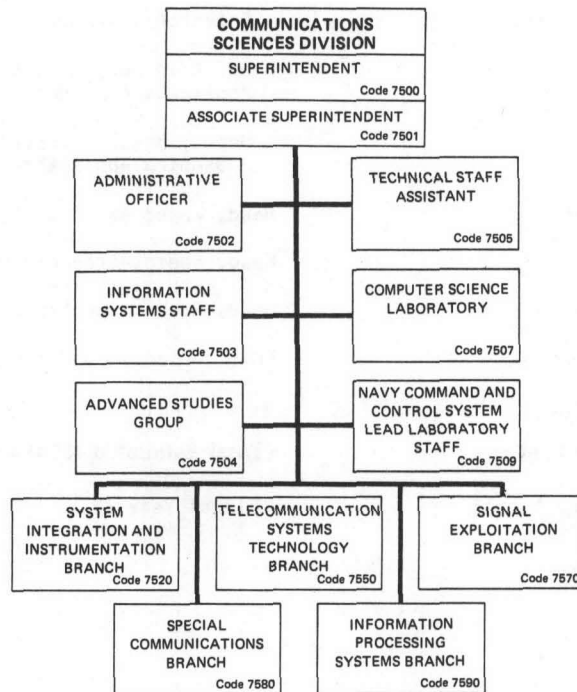 COMMUNICATIONS
SCIENCES DIVISION
SUPERINTENDENT
Code 7500
ASSOCIATE SUPERINTENDENT
Code 7501
ADMINISTRATIVE
OFFICER
Code 7502
TECHNICAL STAFF
ASSISTANT
Code 7505
INFORMATION
SYSTEMS STAFF
Code 7503
COMPUTER SCIENCE
LABORATORY
Code 7507
ADVANCED STUDIES
GROUP
Code 7504
NAVY COMMAND AND
CONTROL SYSTEM
LEAD LABORATORY
STAFF
Code 7509
SYSTEM
INTEGRATION AND
INSTRUMENTATION
BRANCH
Code 7520
TELECOMMUNICATION
SYSTEMS
TECHNOLOGY
BRANCH
Code 7550
SIGNAL
EXPLOITATION
BRANCH
Code 7570
SPECIAL
COMMUNICATIONS
BRANCH
Code 7580
INFORMATION
PROCESSING
SYSTEMS BRANCH
Code 7590